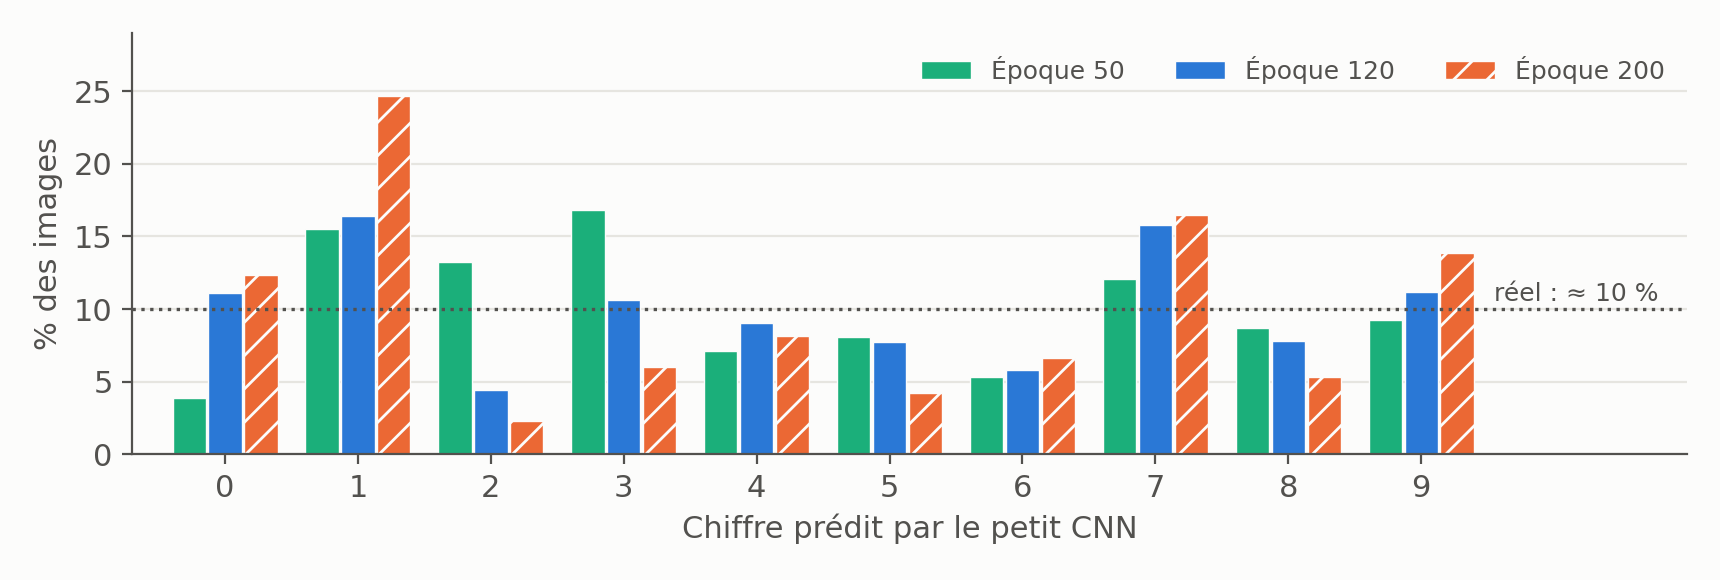 Époque 50 Époque 120 Époque 200
% des images
25
20
15
10
5
0
réel : ≈ 10 %
0 1 2 3 4 5 6 7 8 9
Chiffre prédit par le petit CNN